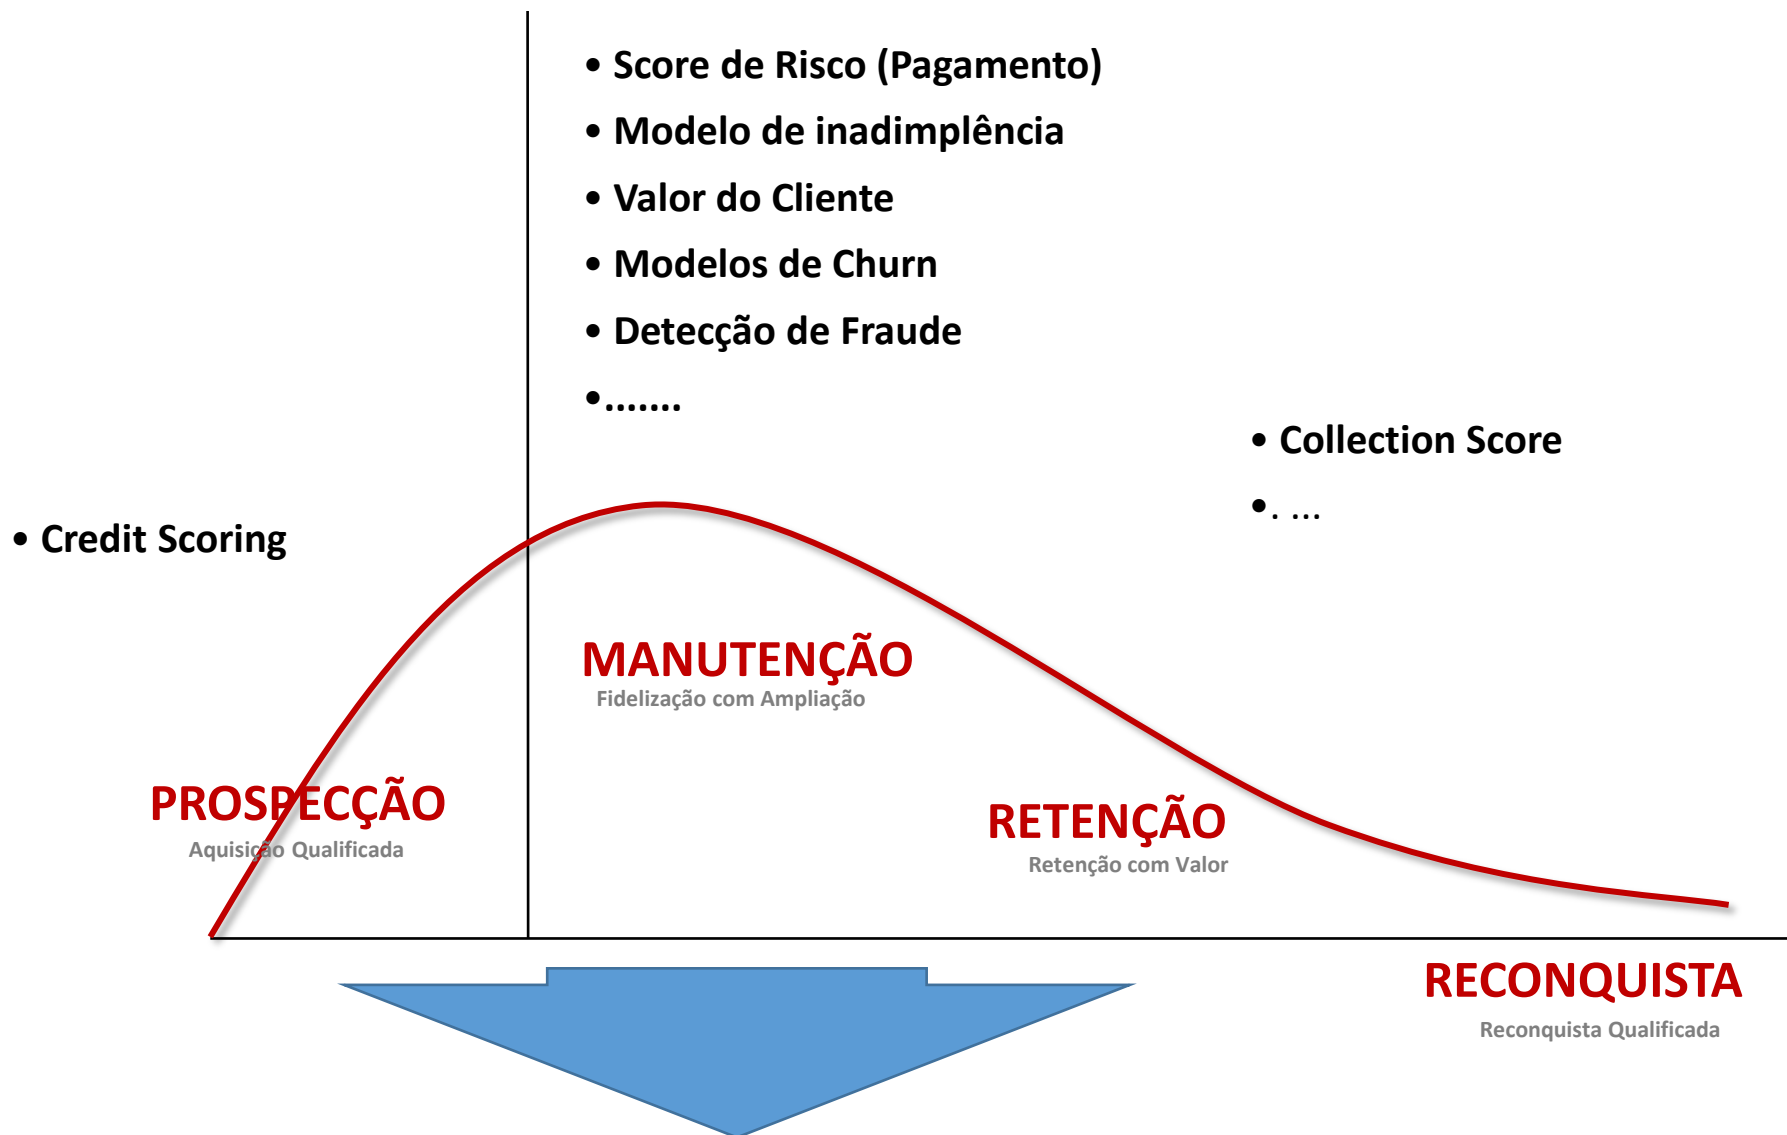 • Score de Risco (Pagamento)
• Modelo de inadimplência
• Valor do Cliente
• Modelos de Churn
• Detecção de Fraude
•.......
• Collection Score
•. ...
• Credit Scoring
MANUTENÇÃO
Fidelização com Ampliação
PROSPECÇÃO
Aquisição Qualificada
RETENÇÃO
Retenção com Valor
RECONQUISTA
Reconquista Qualificada